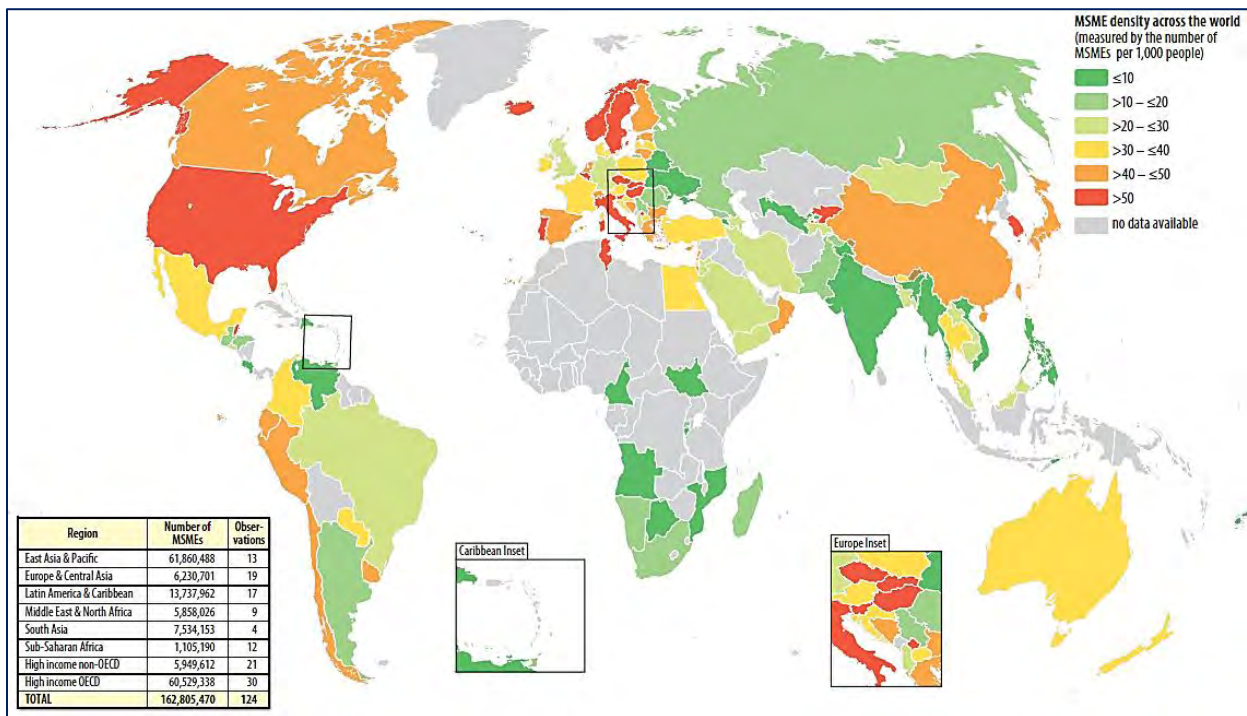 MSME density across the world
(measured by the number of
MSMEs per 1,000 people)
≤10
>10 – ≤20
>20 – ≤30
>30 – ≤40
>40 – ≤50
>50
no data available
Region Number of MSMEs Obser-vations
East Asia & Pacific 61,860,488 13
Europe & Central Asia 6,230,701 19
Latin America & Caribbean 13,737,962 17
Middle East & North Africa 5,858,026 9
South Asia 7,534,153 4
Sub-Saharan Africa 1,105,190 12
High income non-OECD 5,949,612 21
High income OECD 60,529,338 30
TOTAL 162,805,470 124
Caribbean Inset
Europe Inset